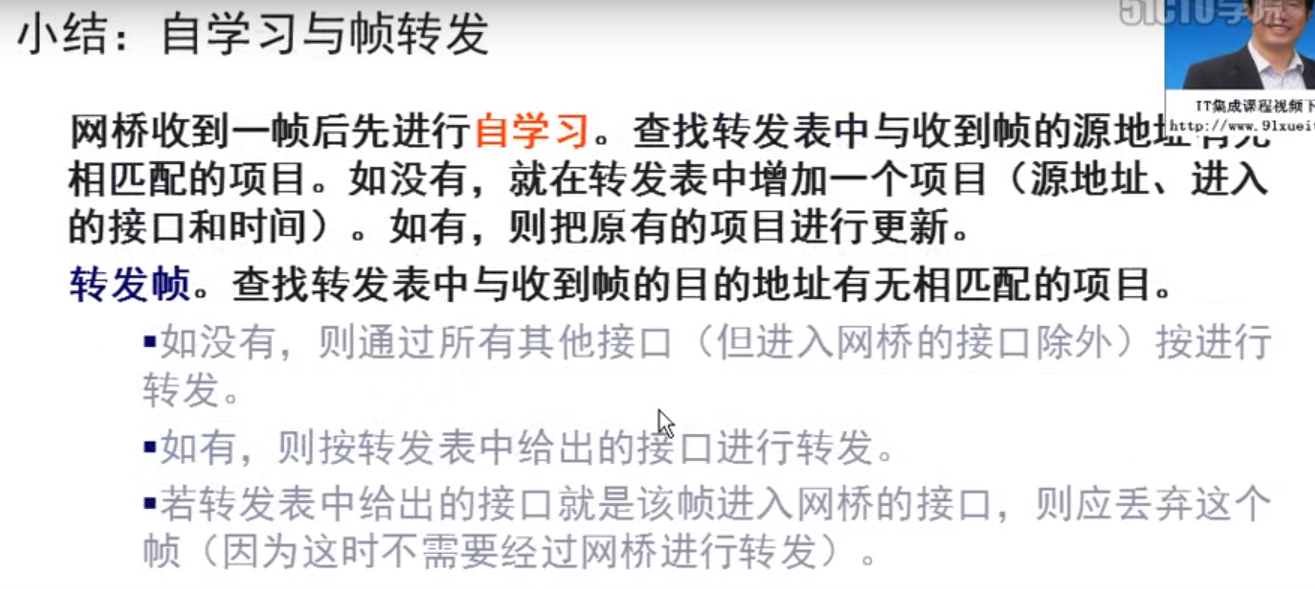 小结：自学习与帧转发
51CTO学院
IT集成课程视频下
http://www.91xuei
网桥收到一帧后先进行自学习。查找转发表中与收到帧的源地址有无
相匹配的项目。如没有，就在转发表中增加一个项目（源地址、进入
的接口和时间）。如有，则把原有的项目进行更新。
转发帧。查找转发表中与收到帧的目的地址有无相匹配的项目。
▪如没有，则通过所有其他接口（但进入网桥的接口除外）按进行
转发。
▪如有，则按转发表中给出的接口进行转发。
▪若转发表中给出的接口就是该帧进入网桥的接口，则应丢弃这个
帧（因为这时不需要经过网桥进行转发）。